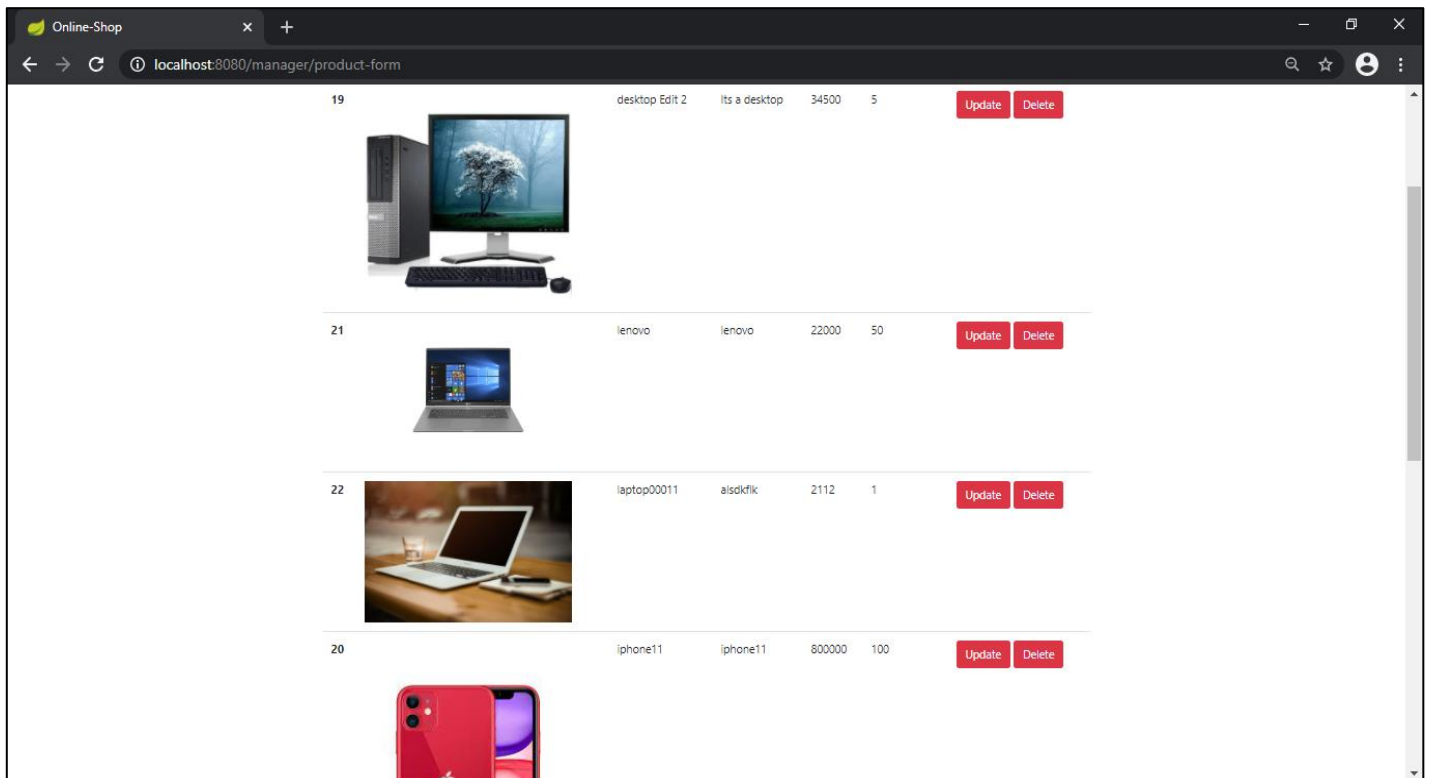 Online-Shop
localhost:8080/manager/product-form
19 desktop Edit 2 Its a desktop 34500 5 Update Delete
21 lenovo lenovo 22000 50 Update Delete
22 laptop00011 alsdkflk 2112 1 Update Delete
20 iphone11 iphone11 800000 100 Update Delete